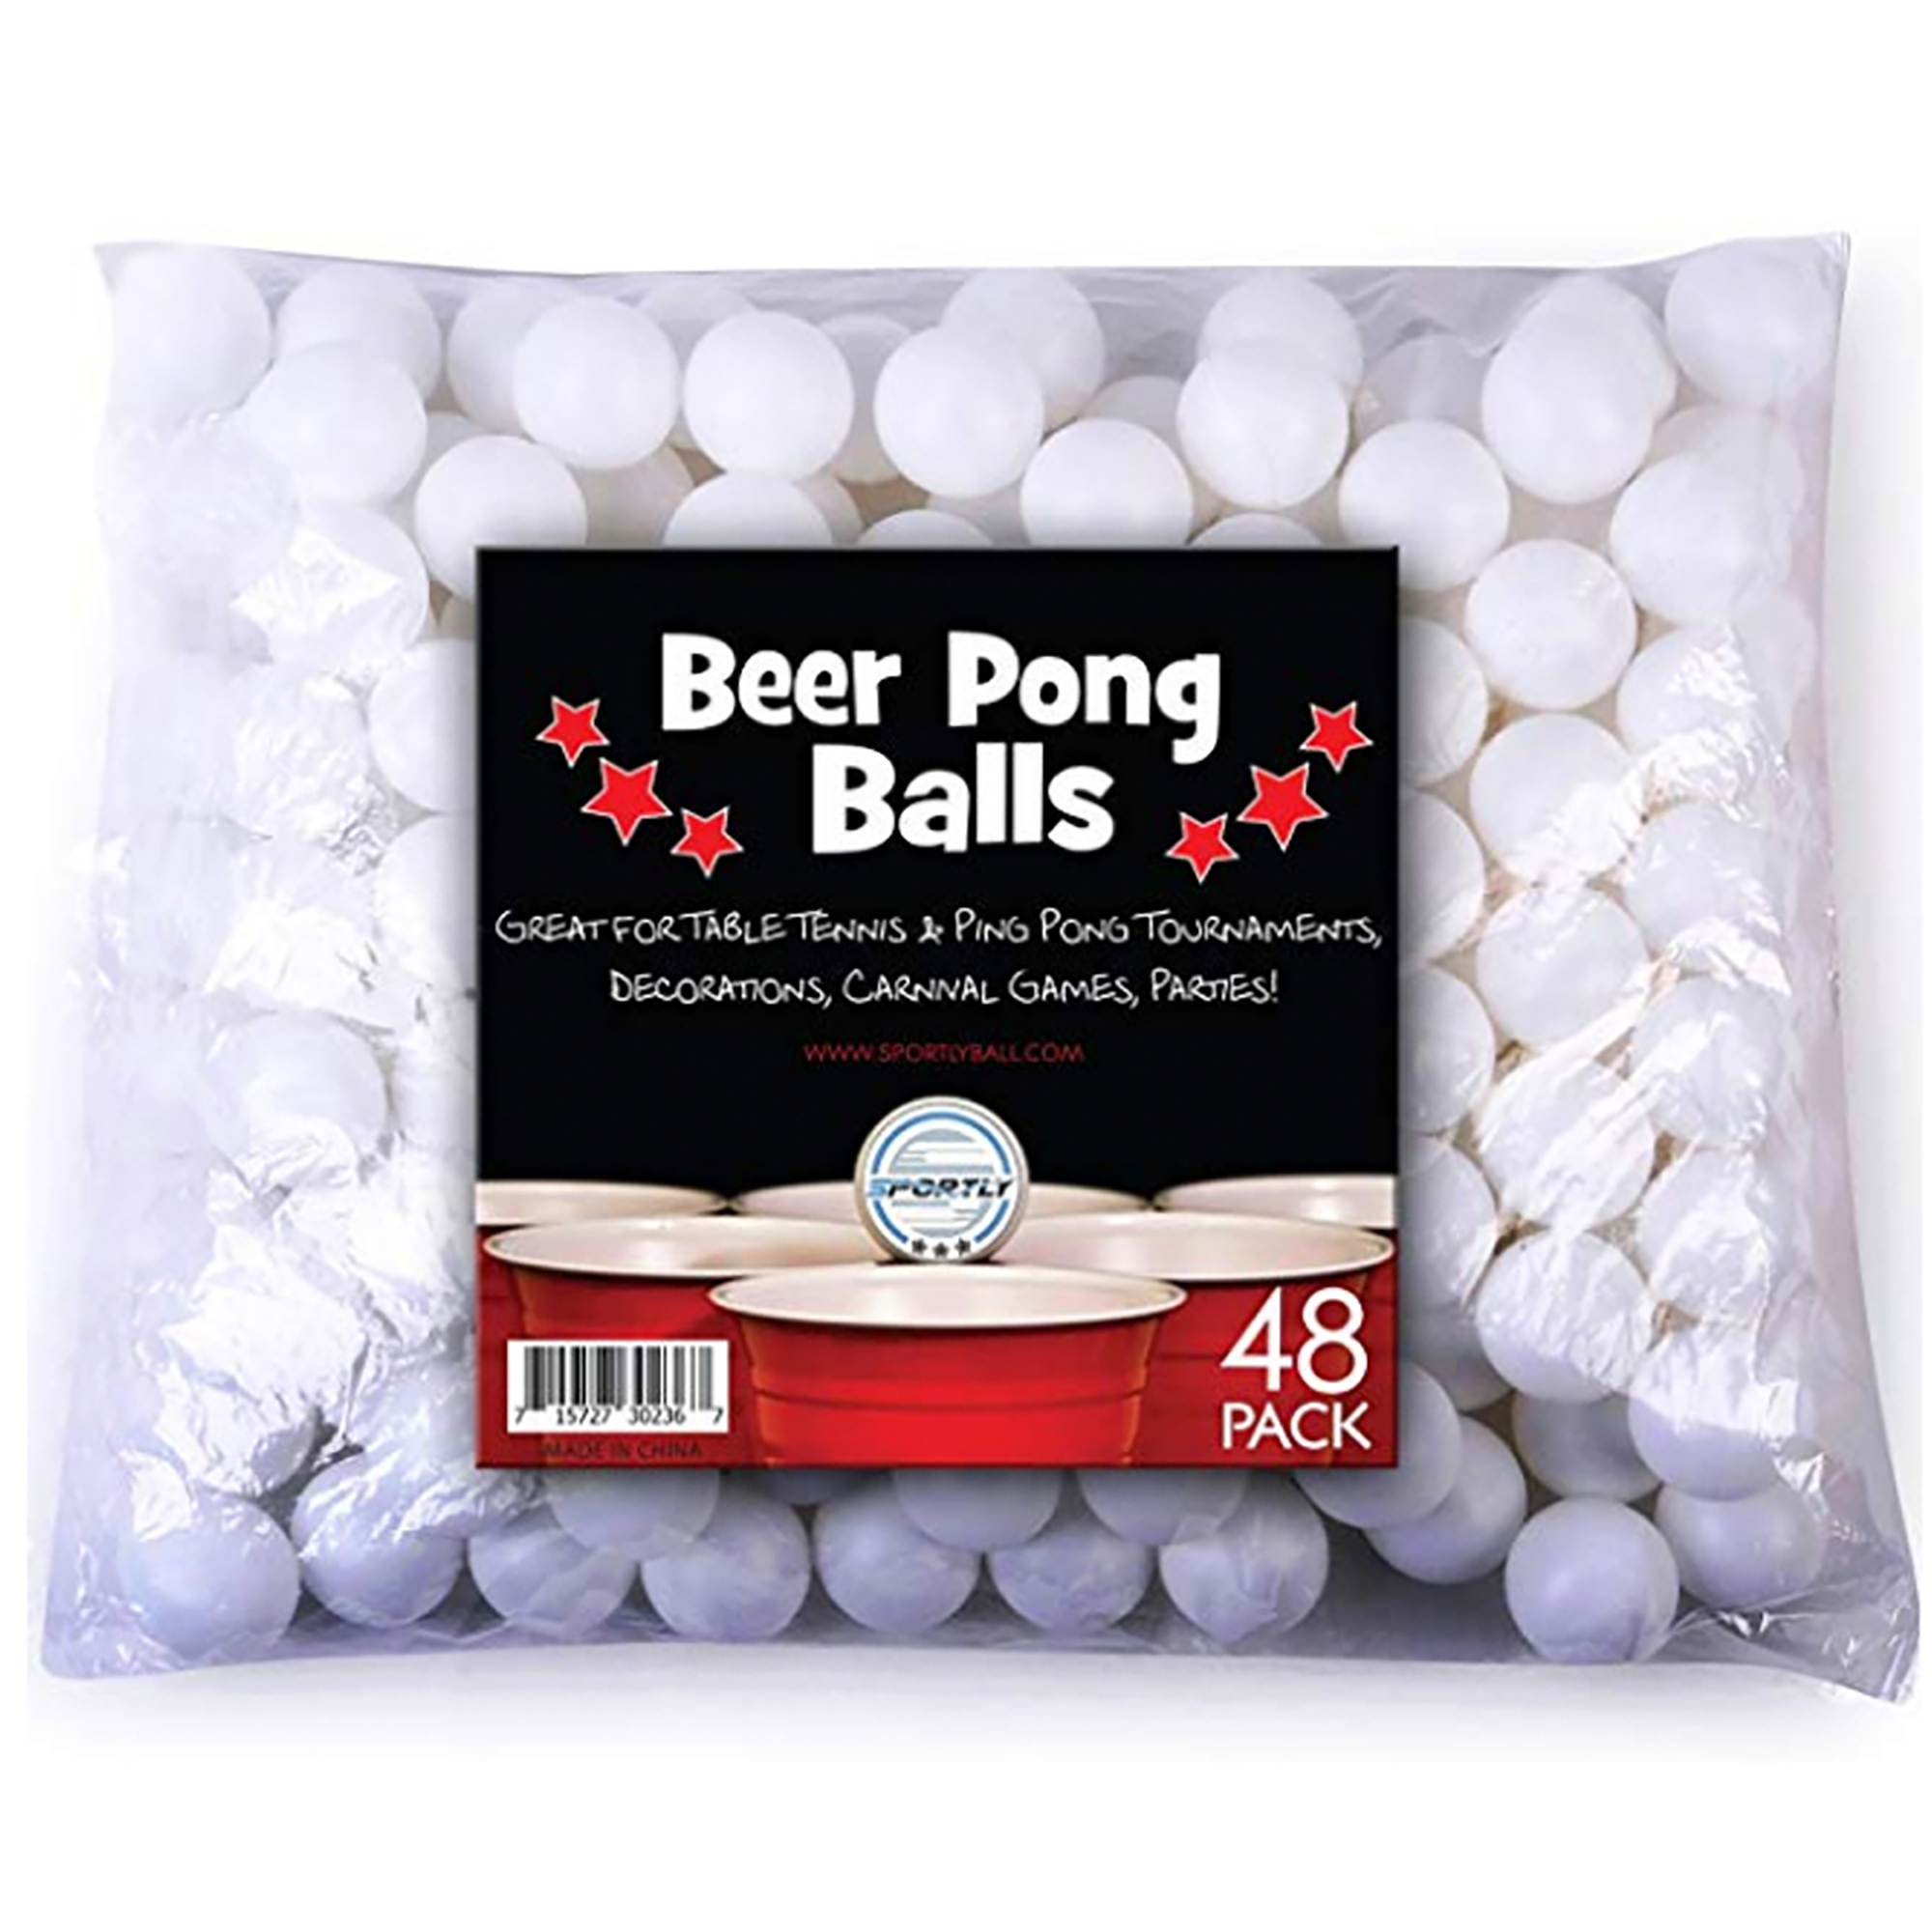 Beer Pong
Balls
GREAT FOR TABLE TENNIS & PING PONG TOURNAMENTS,
DECORATIONS, CARNIVAL GAMES, PARTIES!
WWW.SPORTLYBALL.COM
SPORTLY
48
PACK
7 15727 30236 7
MADE IN CHINA